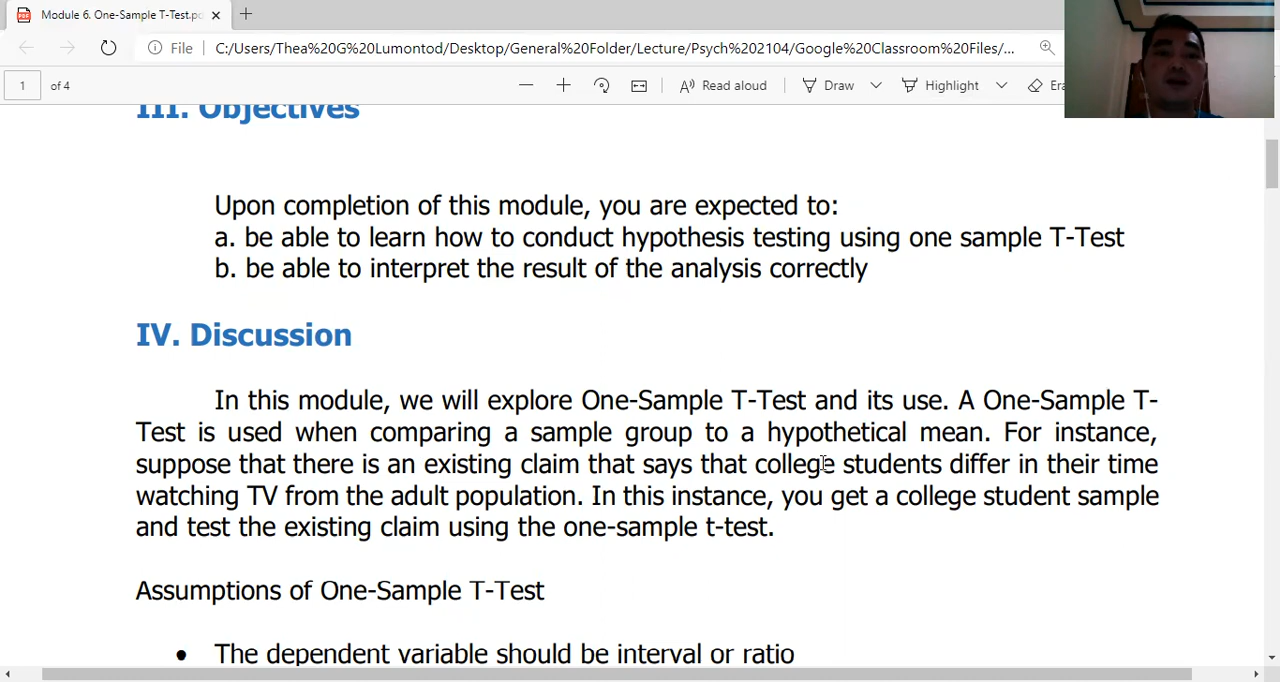 Module 6. One-Sample T-Test.pd
File
C:/Users/Thea%20G%20Lumontod/Desktop/General%20Folder/Lecture/Psych%202104/Google%20Classroom%20Files/...
1 of 4
Read aloud
Draw
Highlight
Era
III. Objectives
Upon completion of this module, you are expected to:
a. be able to learn how to conduct hypothesis testing using one sample T-Test
b. be able to interpret the result of the analysis correctly
IV. Discussion
In this module, we will explore One-Sample T-Test and its use. A One-Sample T-
Test is used when comparing a sample group to a hypothetical mean. For instance,
suppose that there is an existing claim that says that college students differ in their time
watching TV from the adult population. In this instance, you get a college student sample
and test the existing claim using the one-sample t-test.
Assumptions of One-Sample T-Test
• The dependent variable should be interval or ratio